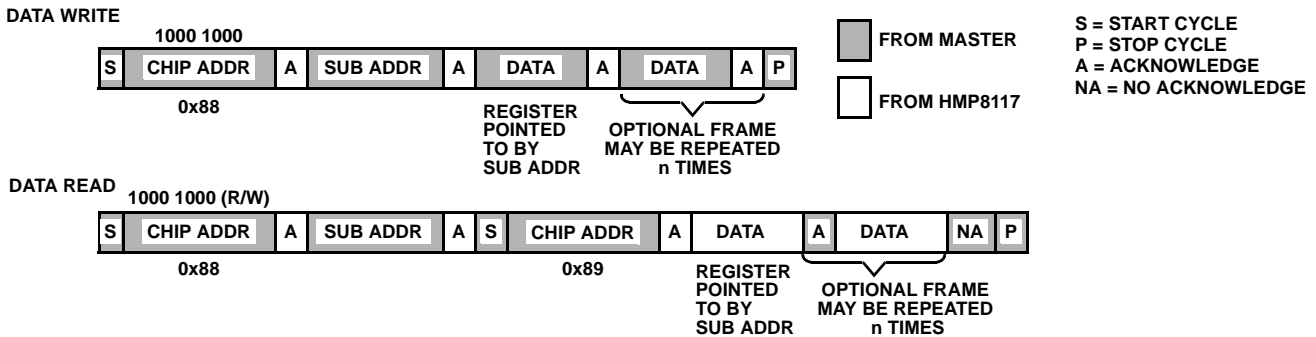 DATA WRITE
1000 1000
S CHIP ADDR A SUB ADDR A DATA A DATA A P
0x88
REGISTER
POINTED
TO BY
SUB ADDR
OPTIONAL FRAME
MAY BE REPEATED
n TIMES
FROM MASTER
FROM HMP8117
S = START CYCLE
P = STOP CYCLE
A = ACKNOWLEDGE
NA = NO ACKNOWLEDGE
DATA READ
1000 1000 (R/W)
S CHIP ADDR A SUB ADDR A S CHIP ADDR A DATA A DATA NA P
0x88
0x89
REGISTER
POINTED
TO BY
SUB ADDR
OPTIONAL FRAME
MAY BE REPEATED
n TIMES